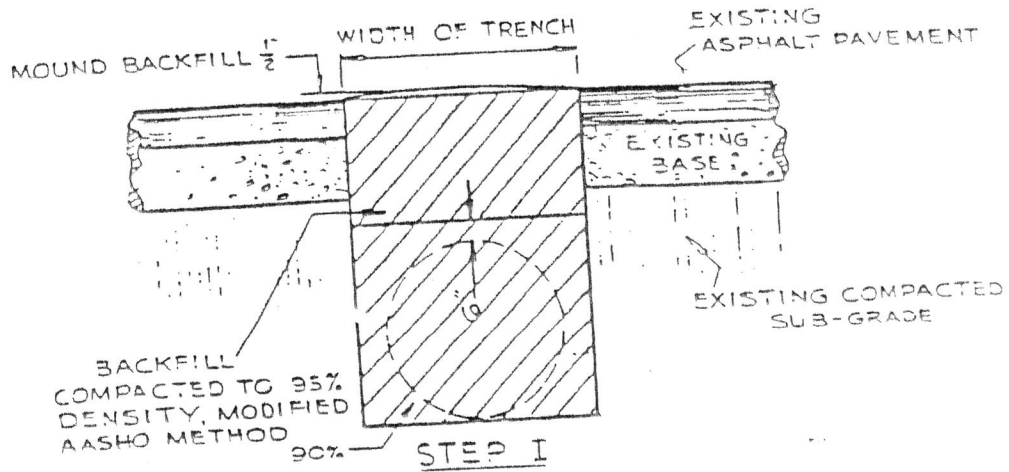 WIDTH OF TRENCH
EXISTING
ASPHALT PAVEMENT
MOUND BACKFILL 1"/2
EXISTING
BASE
6"
EXISTING COMPACTED
SUB-GRADE
BACKFILL
COMPACTED TO 95%
DENSITY, MODIFIED
AASHO METHOD
90%
STEP I